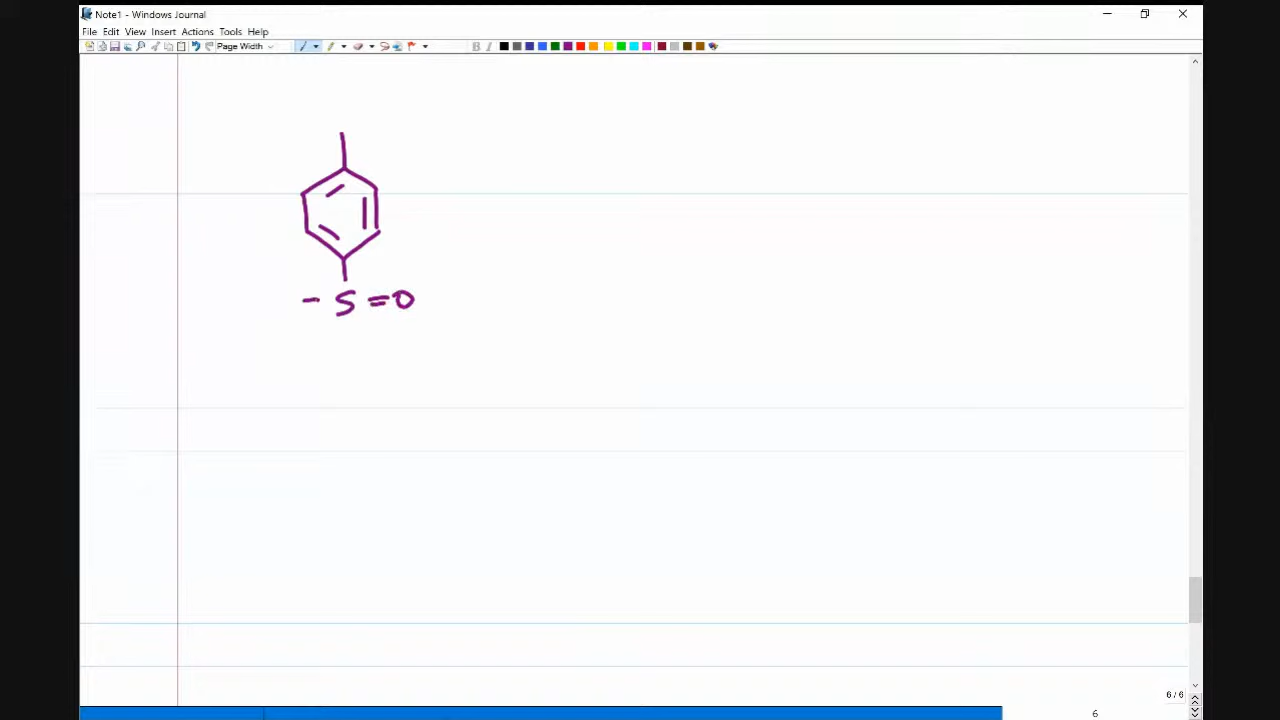 Note1 - Windows Journal
File Edit View Insert Actions Tools Help
Page Width B I
- S = O
6 / 6
6